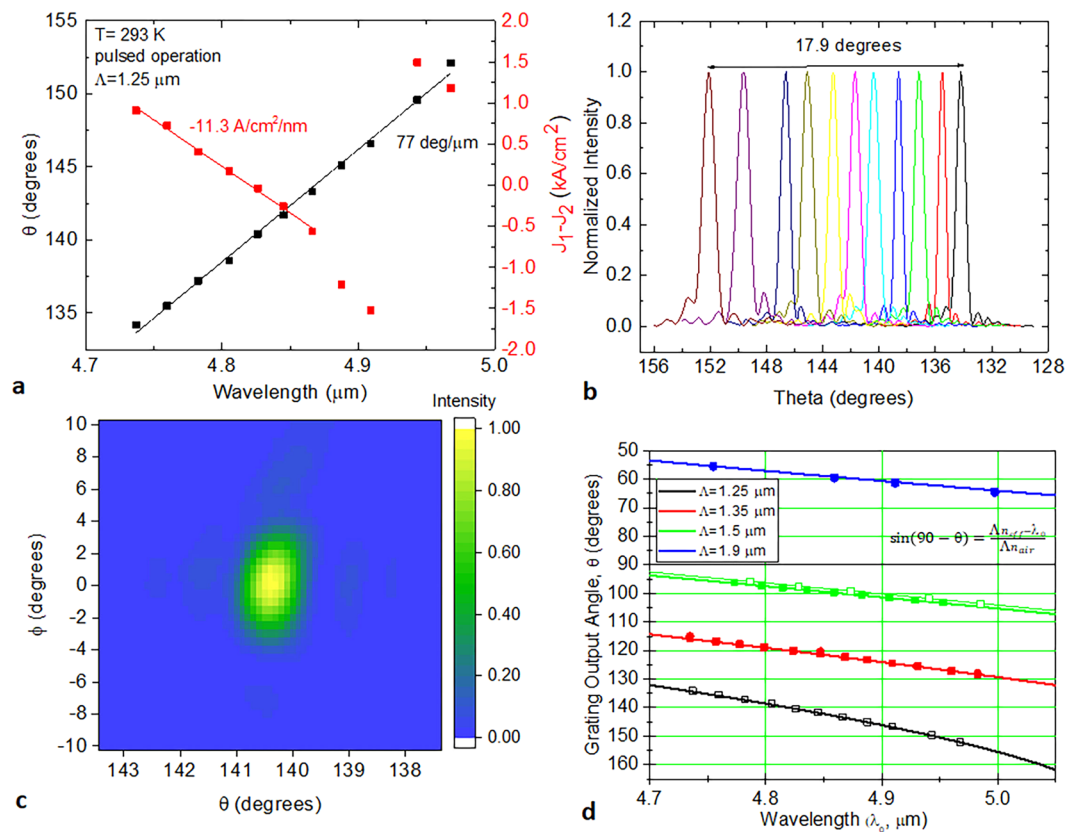 a
T= 293 K
pulsed operation
Λ=1.25 μm
-11.3 A/cm²/nm
77 deg/μm
θ (degrees)
150
145
140
135
4.7
4.8
4.9
5.0
Wavelength (μm)
2.0
1.5
1.0
0.5
0.0
-0.5
-1.0
-1.5
-2.0
J₁-J₂ (kA/cm²)
b
17.9 degrees
Normalized Intensity
1.2
1.0
0.8
0.6
0.4
0.2
0.0
156
152
148
144
140
136
132
128
Theta (degrees)
c
Intensity
1.00
0.80
0.60
0.40
0.20
0.00
ϕ (degrees)
10
8
6
4
2
0
-2
-4
-6
-8
-10
143
142
141
140
139
138
θ (degrees)
d
Grating Output Angle, θ (degrees)
50
60
70
80
90
100
110
120
130
140
150
160
Λ=1.25 μm
Λ=1.35 μm
Λ=1.5 μm
Λ=1.9 μm
sin(90 − θ) = (Λn_eff−λ_o)/(Λn_air)
4.7
4.8
4.9
5.0
Wavelength (λₒ, μm)